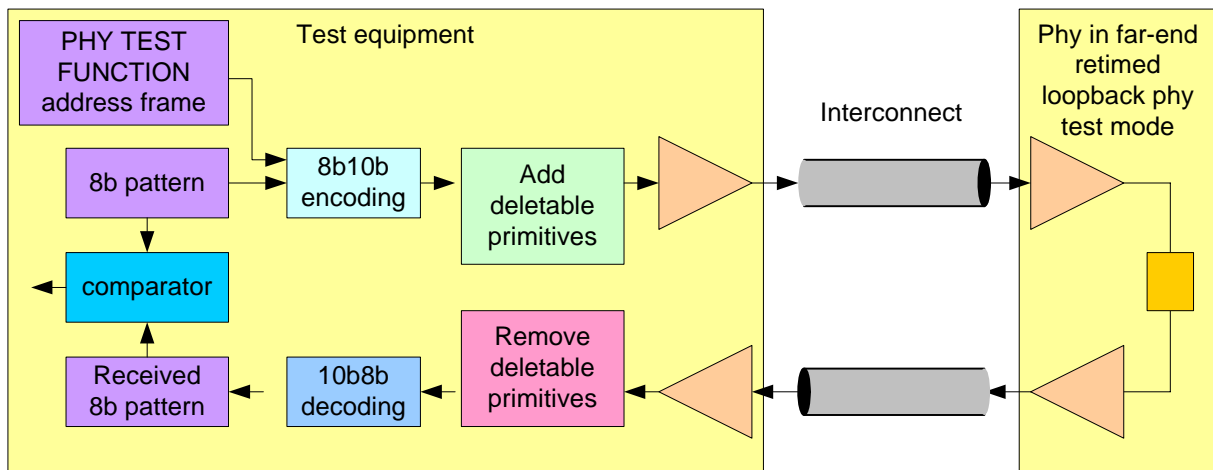 Test equipment
PHY TEST
FUNCTION
address frame
8b pattern
8b10b
encoding
Add
deletable
primitives
comparator
Received
8b pattern
10b8b
decoding
Remove
deletable
primitives
Interconnect
Phy in far-end
retimed
loopback phy
test mode